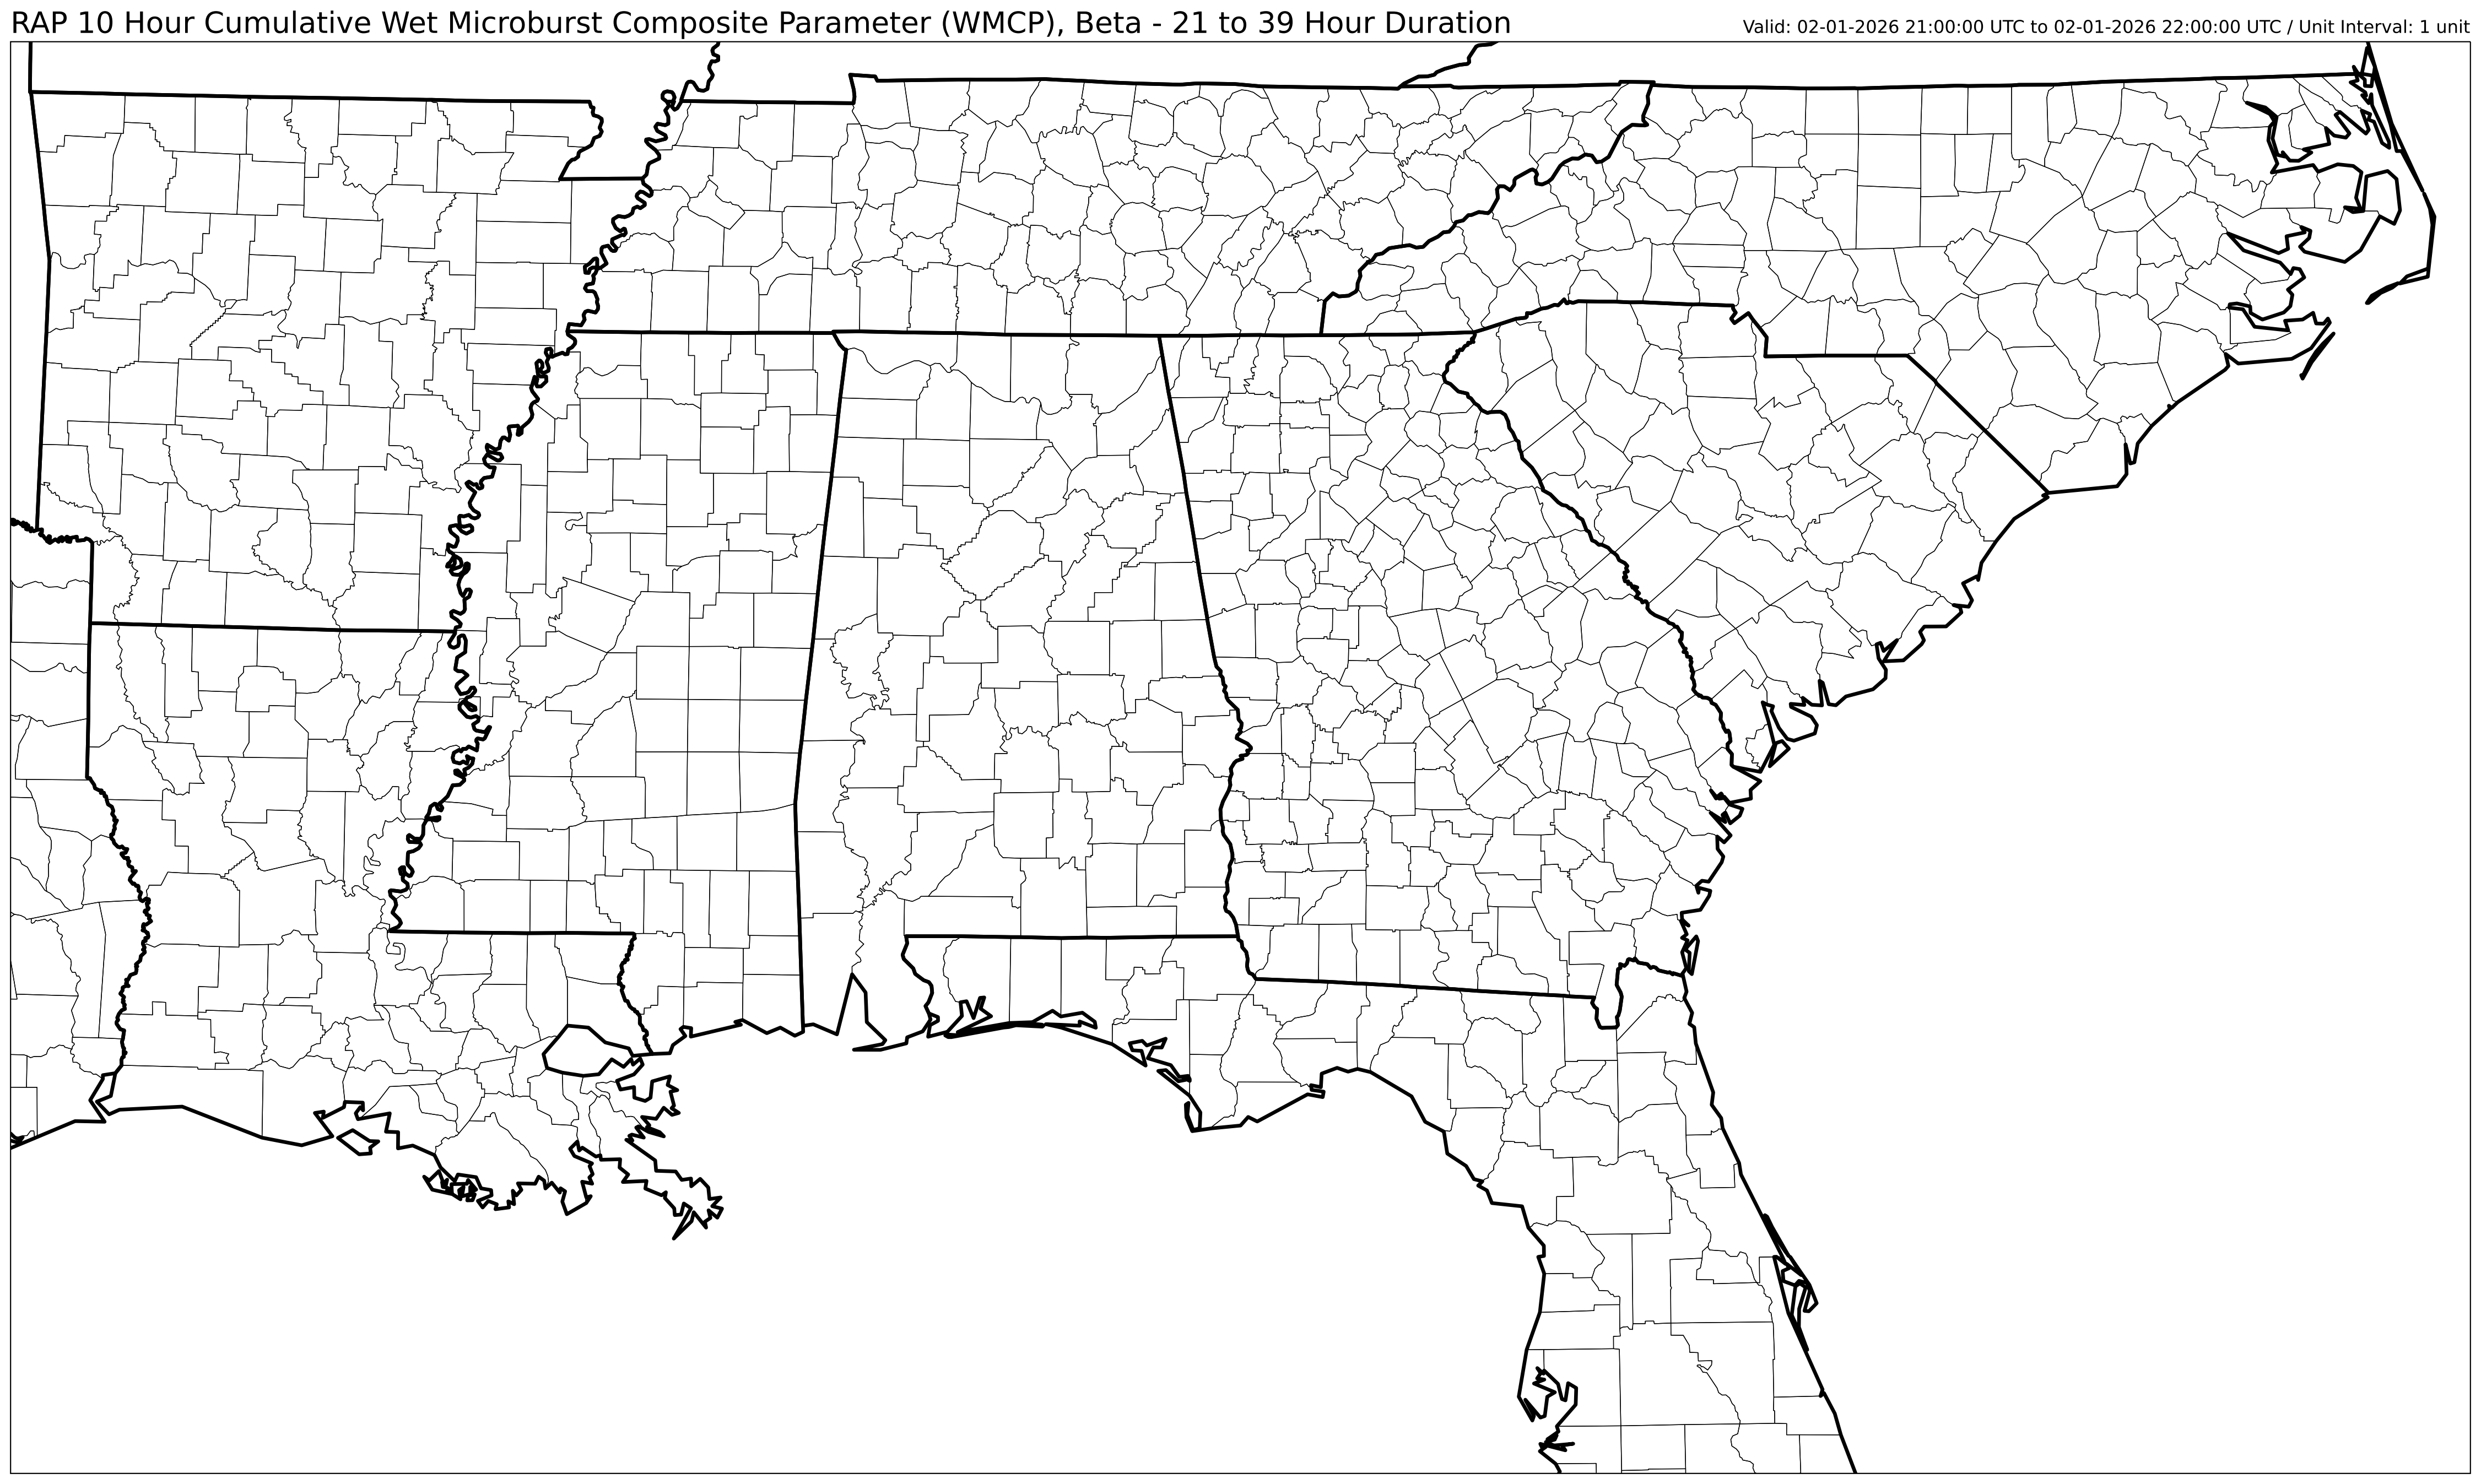 RAP 10 Hour Cumulative Wet Microburst Composite Parameter (WMCP), Beta - 21 to 39 Hour Duration
Valid: 02-01-2026 21:00:00 UTC to 02-01-2026 22:00:00 UTC / Unit Interval: 1 unit